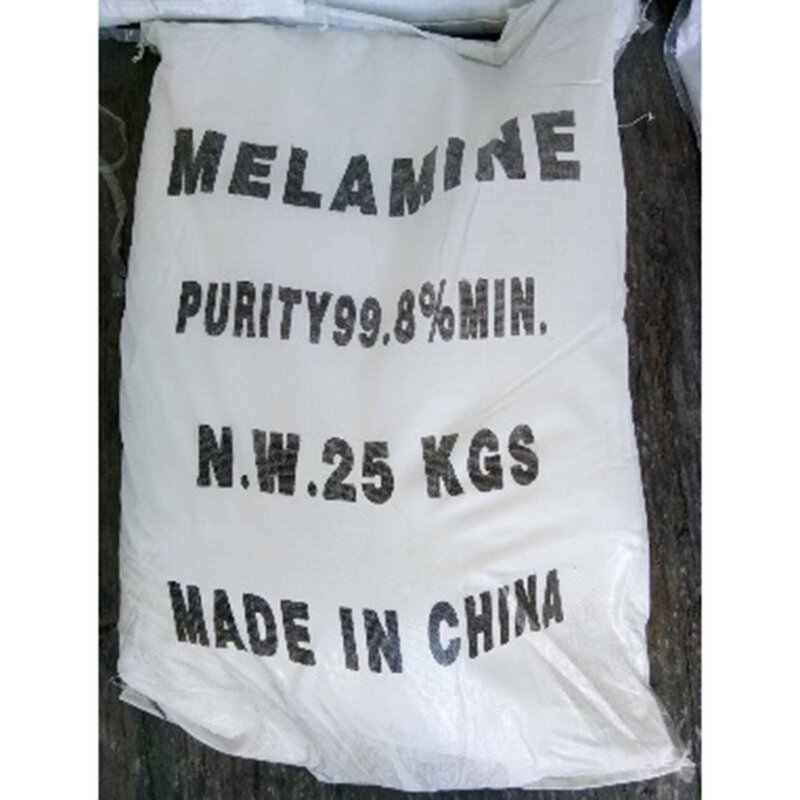 MELAMINE
PURITY99.8%MIN.
N.W.25 KGS
MADE IN CHINA